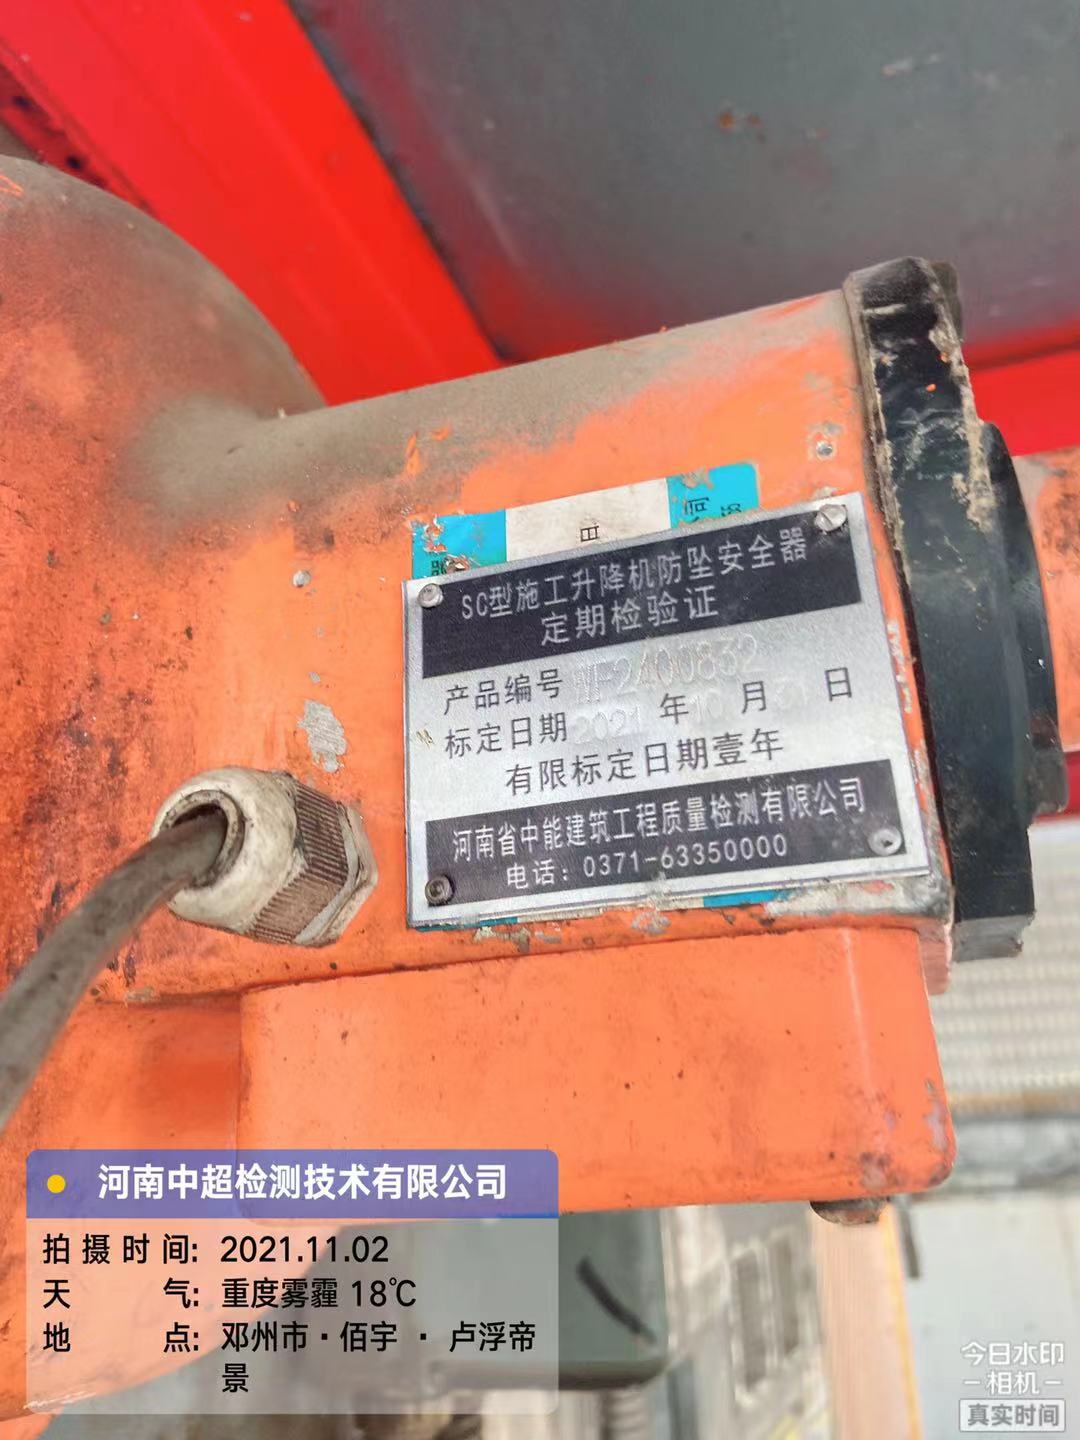 日
SC型施工升降机防坠安全器
定期检验证
产品编号 WF2400832
标定日期 2021 年 10 月 31 日
有限标定日期壹年
河南省中能建筑工程质量检测有限公司
电话：0371-63350000
河南中超检测技术有限公司
拍摄时间: 2021.11.02
天气: 重度雾霾 18℃
地点: 邓州市·佰宇 · 卢浮帝
景
今日水印
相机
真实时间